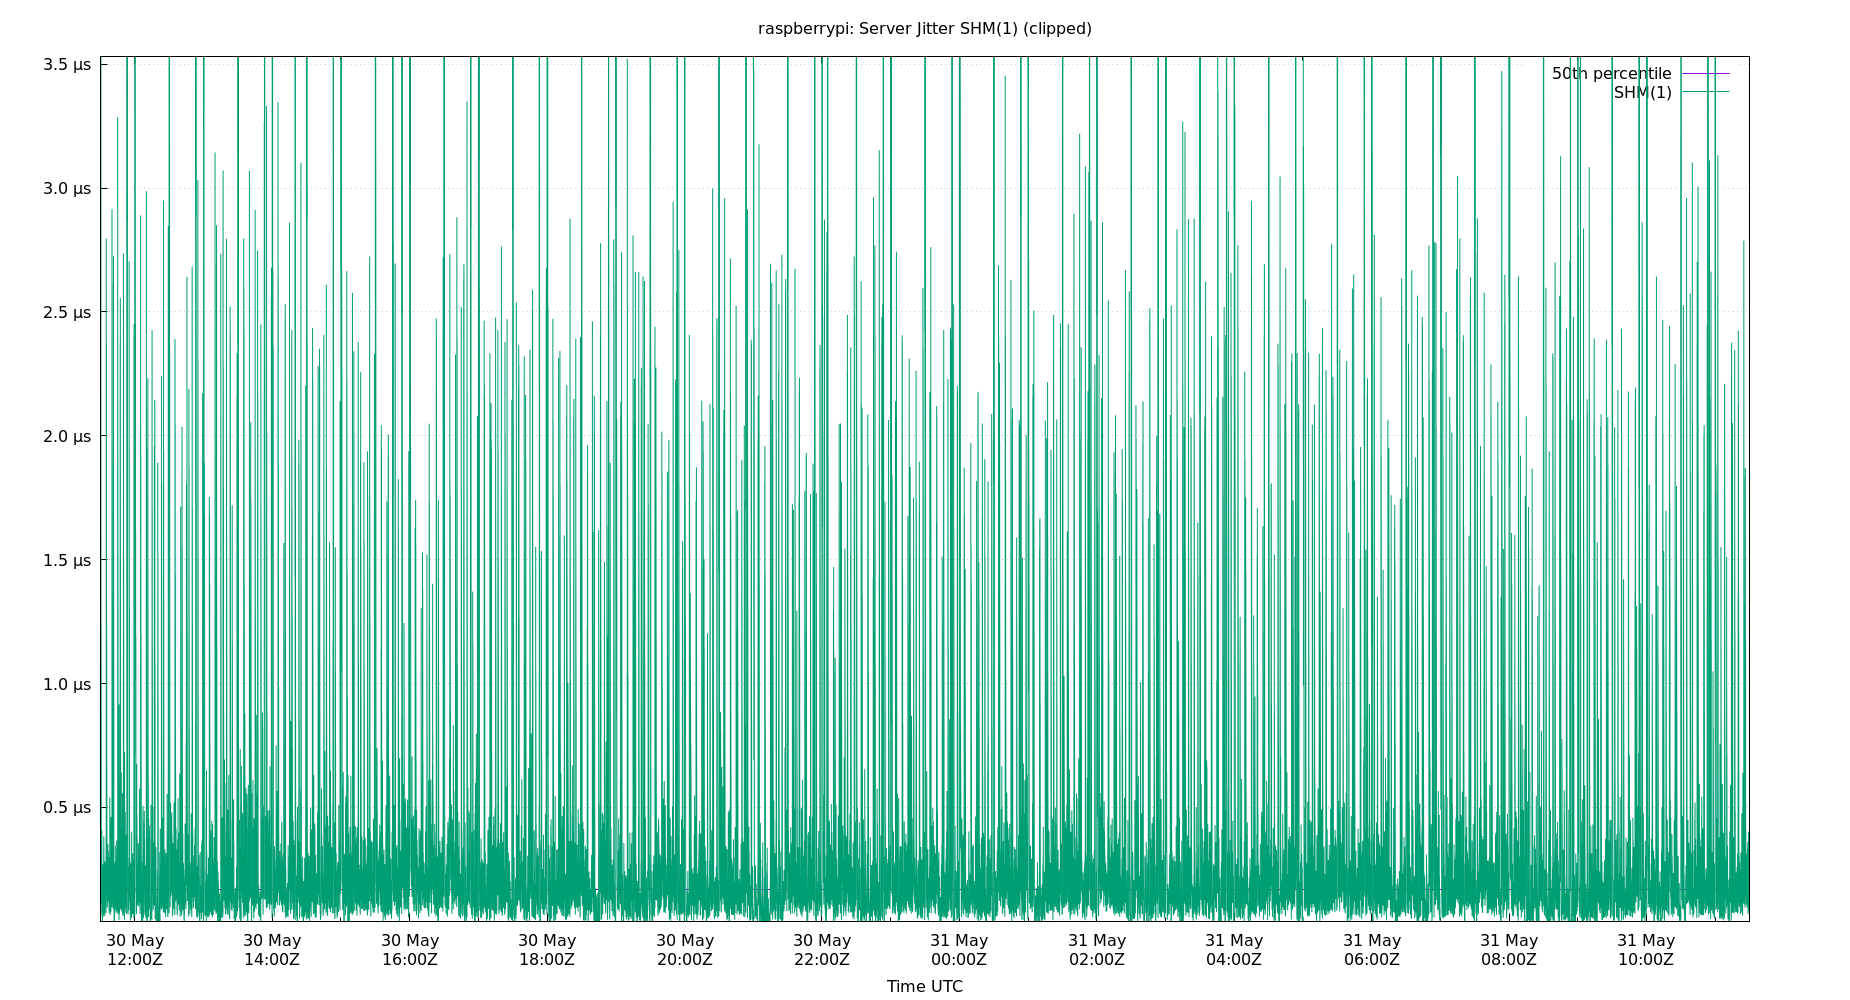 raspberrypi: Server Jitter SHM(1) (clipped)
3.5 µs
50th percentile
SHM(1)
3.0 µs
2.5 µs
2.0 µs
1.5 µs
1.0 µs
0.5 µs
30 May 30 May 30 May 30 May 30 May 30 May 31 May 31 May 31 May 31 May 31 May 31 May
12:00Z 14:00Z 16:00Z 18:00Z 20:00Z 22:00Z 00:00Z 02:00Z 04:00Z 06:00Z 08:00Z 10:00Z
Time UTC